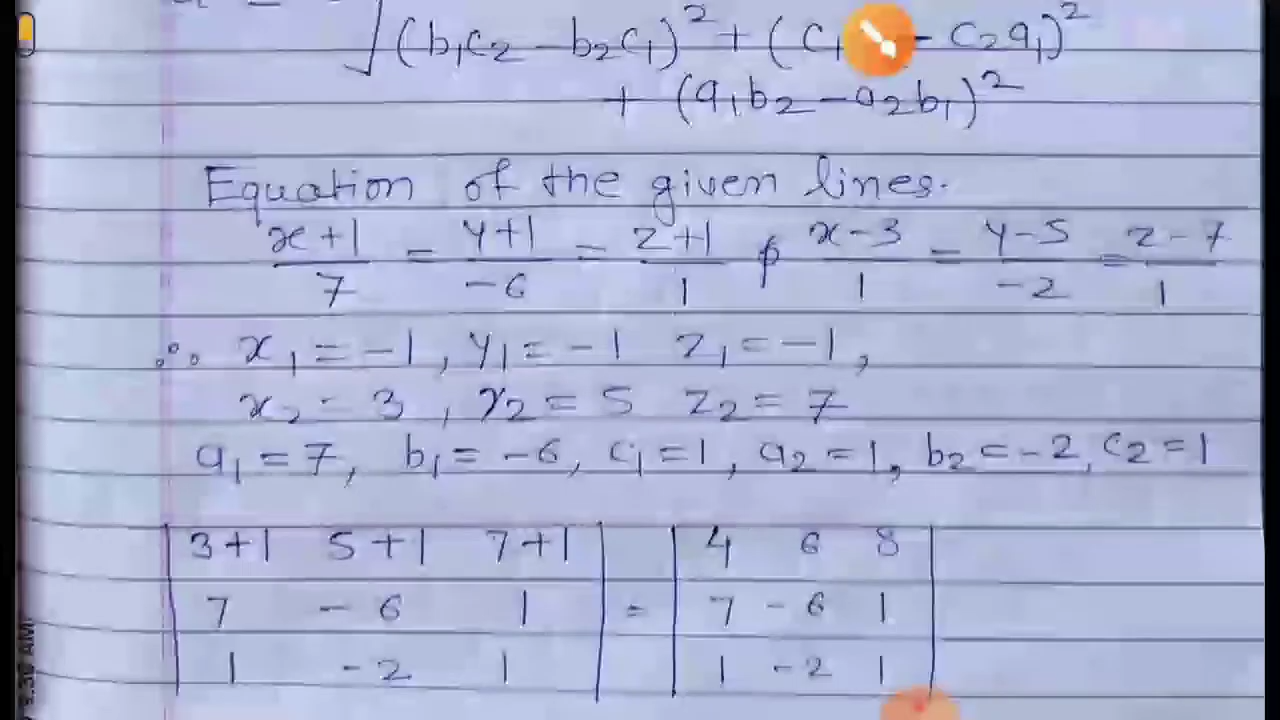 √(b₁c₂ - b₂c₁)² + (c₁ - c₂a₁)²
+ (a₁b₂ - a₂b₁)²
Equation of the given lines.
x+1/7 = y+1/-6 = z+1/1 & x-3/1 = y-5/-2 = z-7/1
∴ x₁ = -1, y₁ = -1 z₁ = -1,
x₂ = 3, y₂ = 5 z₂ = 7
a₁ = 7, b₁ = -6, c₁ = 1, a₂ = 1, b₂ = -2, c₂ = 1
| 3+1 5+1 7+1 | = | 4 6 8 |
| 7 -6 1 | | 7 -6 1 |
| 1 -2 1 | | 1 -2 1 |